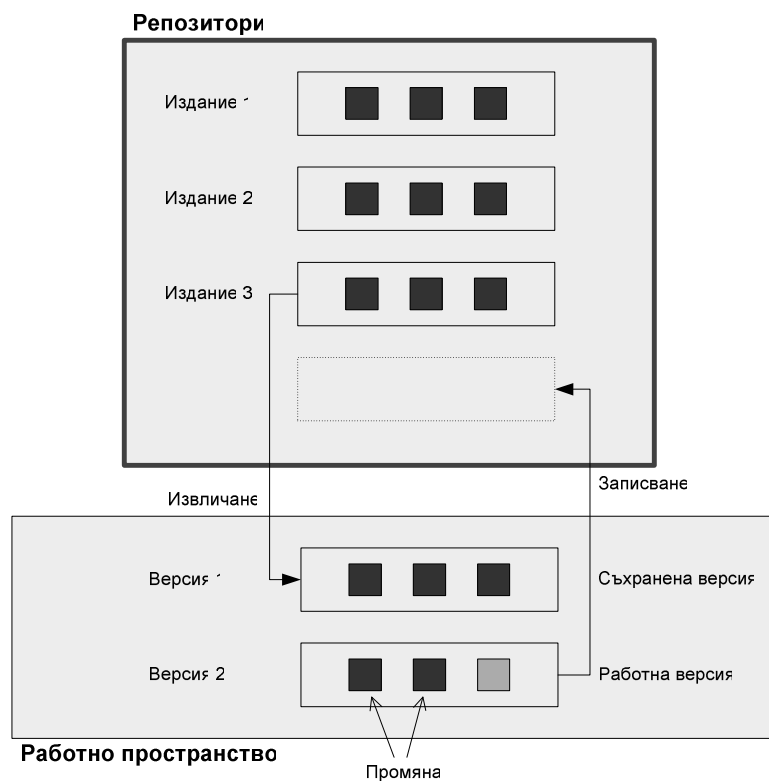 Репозитори
Издание 1
Издание 2
Издание 3
Извличане
Записване
Версия 1
Съхранена версия
Версия 2
Работна версия
Работно пространство
Промяна